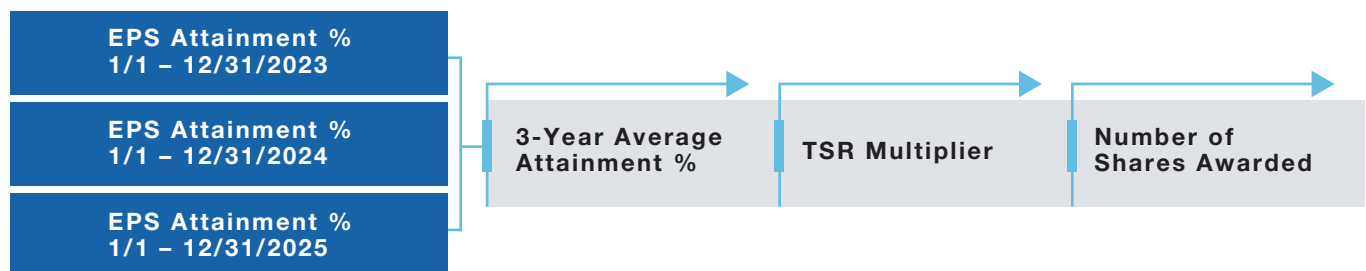 EPS Attainment %
1/1 – 12/31/2023
EPS Attainment %
1/1 – 12/31/2024
EPS Attainment %
1/1 – 12/31/2025
3-Year Average
Attainment %
TSR Multiplier
Number of
Shares Awarded